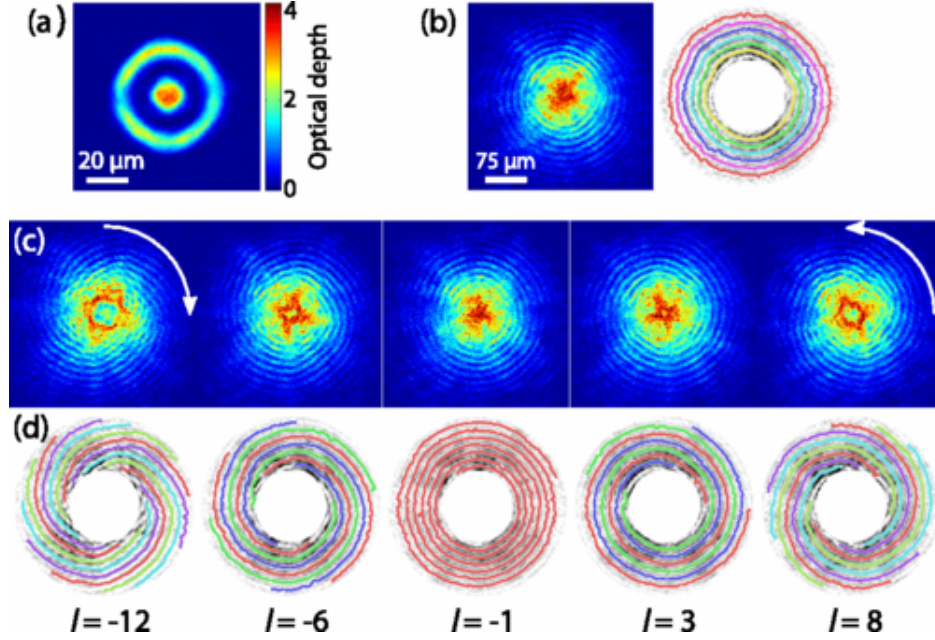 (a)
4
2
0
Optical depth
20 μm
(b)
75 μm
(c)
(d)
l = -12
l = -6
l = -1
l = 3
l = 8